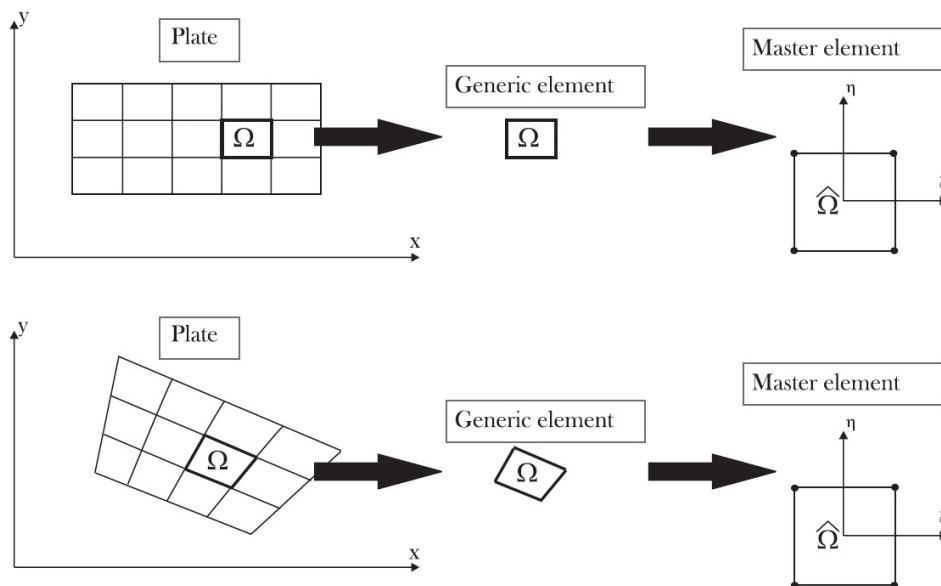 y
Plate
Master element
Generic element
η
Ω
Ω
Ω̂
x
y
Plate
Master element
Generic element
η
Ω
Ω
Ω̂
x